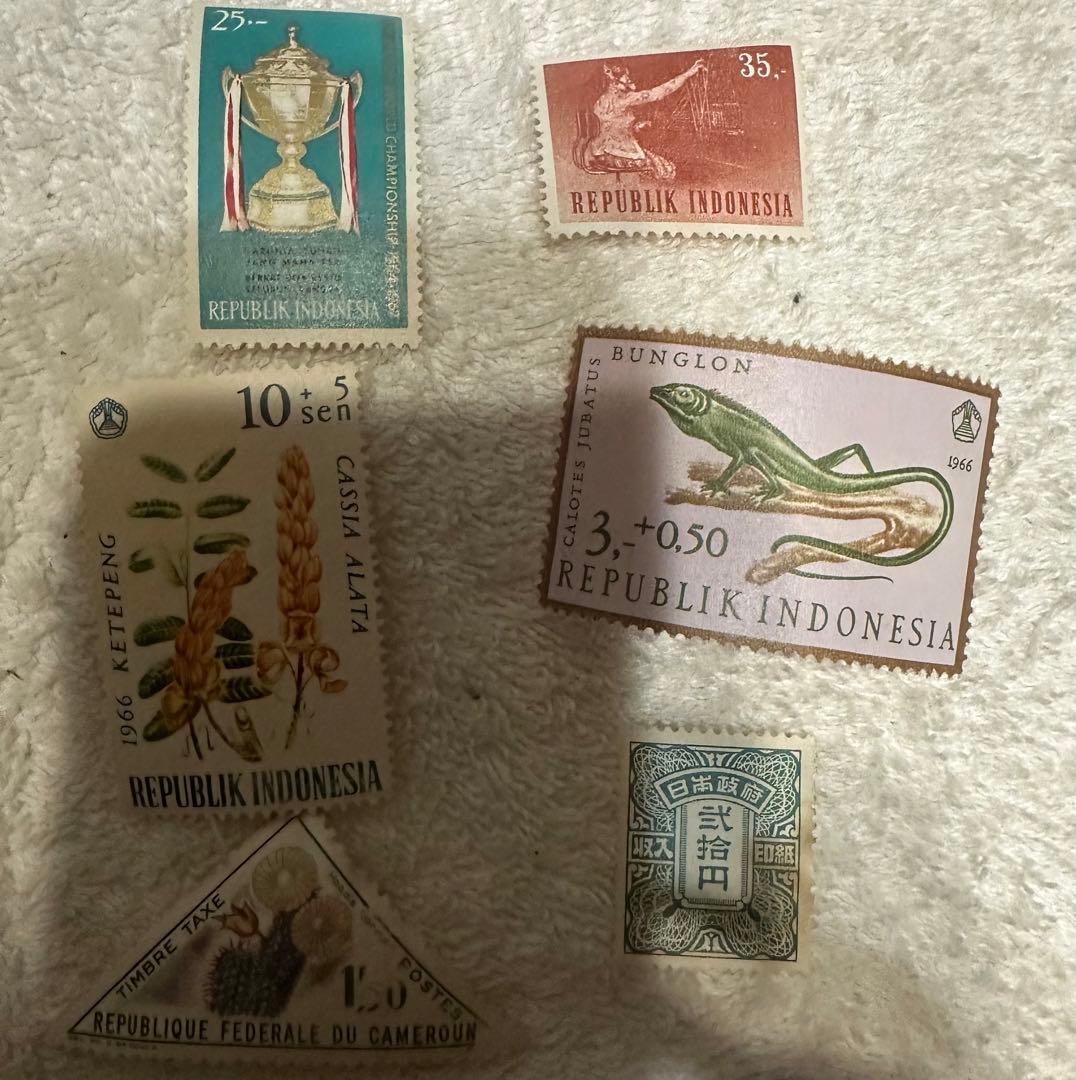 25.-
CHAMPIONSHIP
REPUBLIK INDONESIA
35,-
REPUBLIK INDONESIA
10 + 5
sen
CASSIA ALATA
1966 KETEPENG
REPUBLIK INDONESIA
BUNGLON
CALOTES JUBATUS
1966
3,-+0,50
REPUBLIK INDONESIA
日本政府
収入
印紙
弐拾円
TIMBRE TAXE
POSTES
REPUBLIQUE FEDERALE DU CAMEROUN